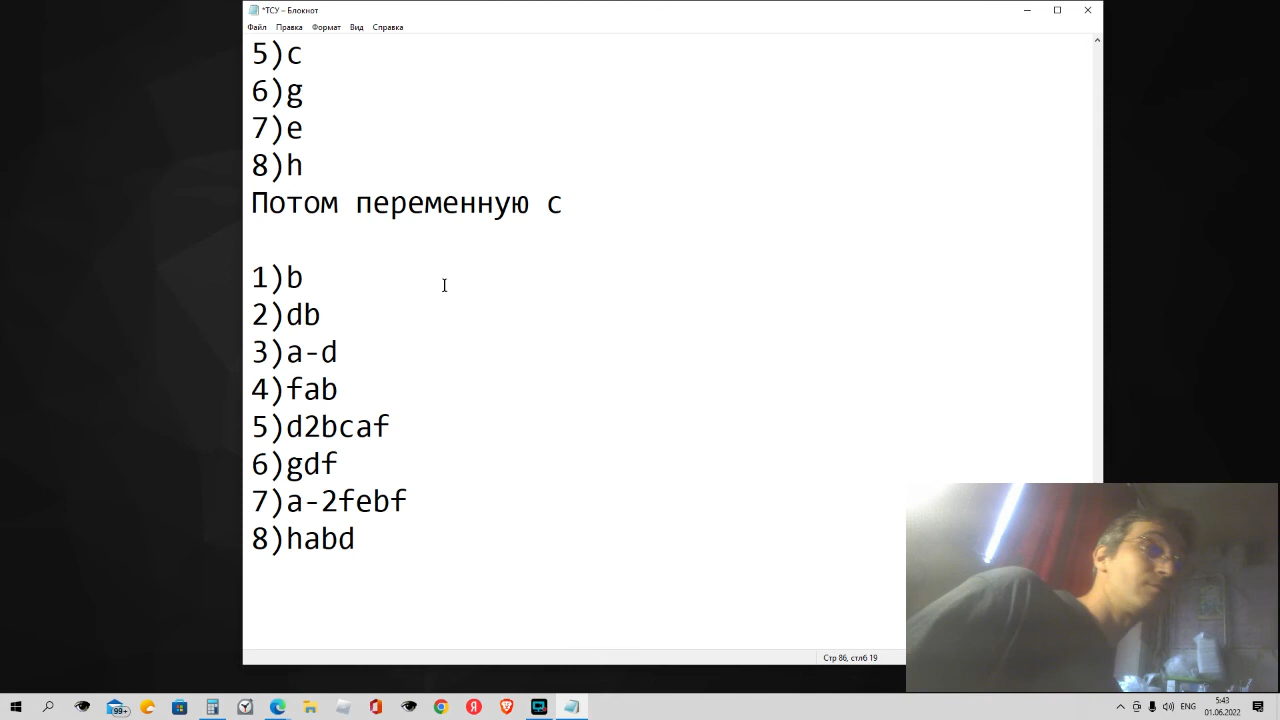 *ТСУ – Блокнот
Файл Правка Формат Вид Справка
5)c
6)g
7)e
8)h
Потом переменную с
1)b
2)db
3)a-d
4)fab
5)d2bcaf
6)gdf
7)a-2febf
8)habd
Стр 86, стлб 19
99+
ENG
5:43
01.06.2022